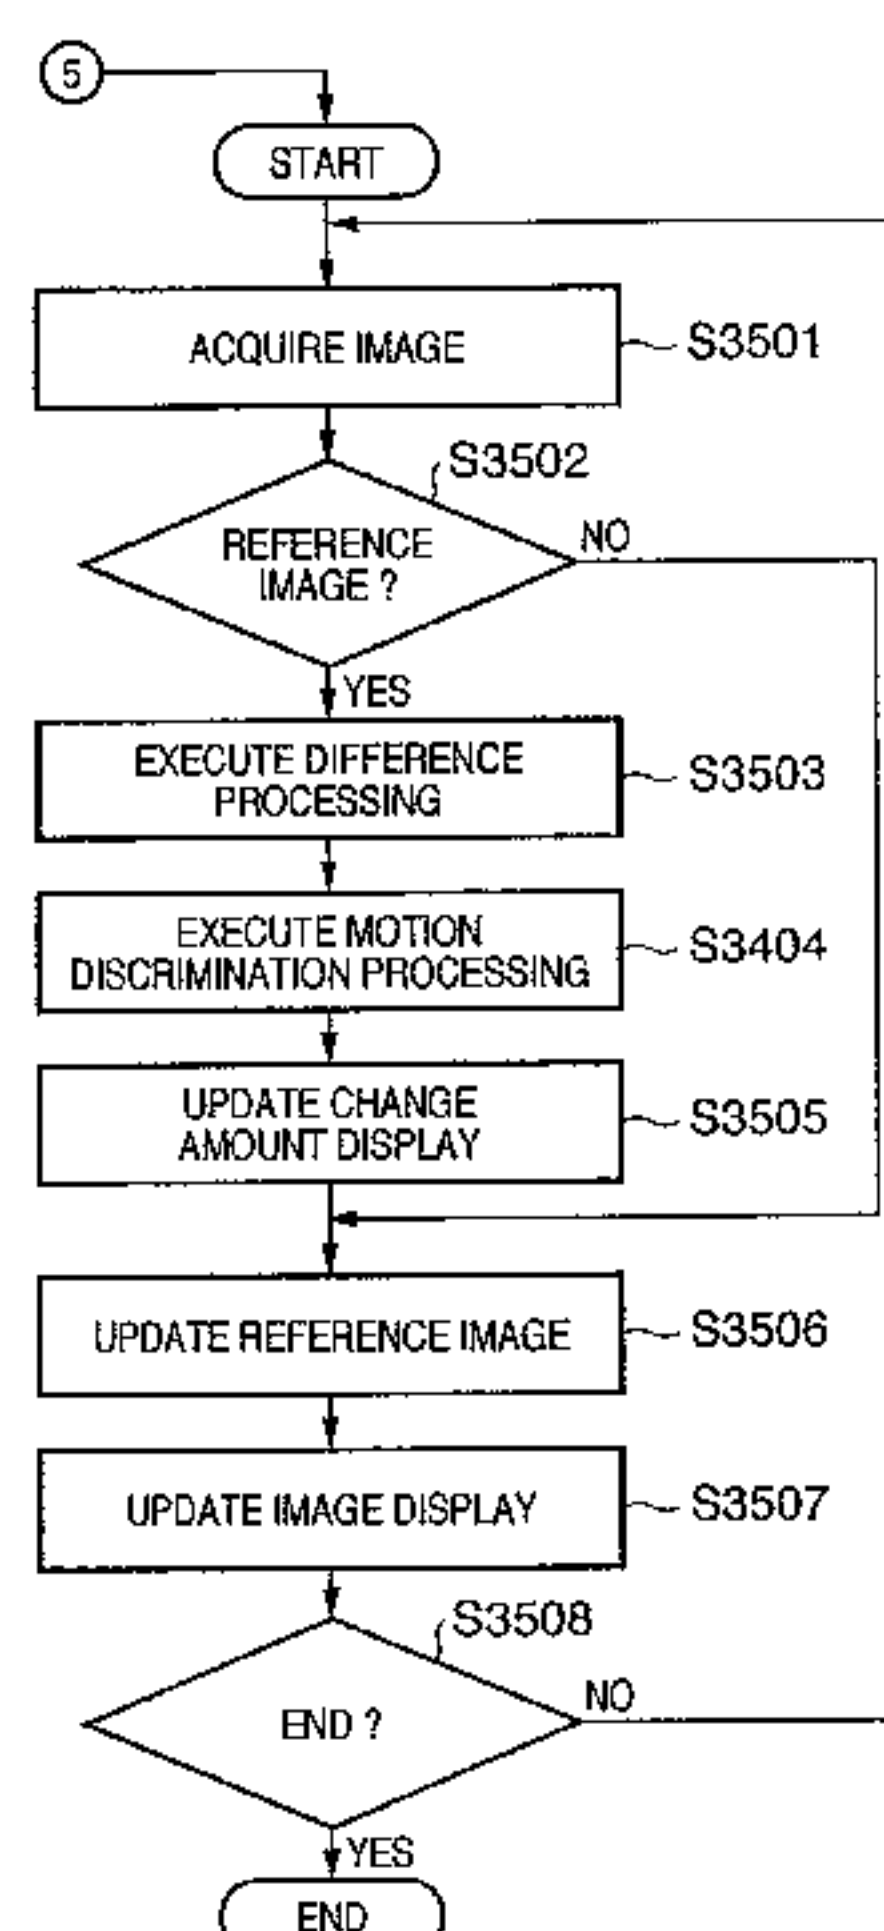 5
START
ACQUIRE IMAGE
S3501
S3502
REFERENCE
IMAGE ?
NO
YES
EXECUTE DIFFERENCE
PROCESSING
S3503
EXECUTE MOTION
DISCRIMINATION PROCESSING
S3404
UPDATE CHANGE
AMOUNT DISPLAY
S3505
UPDATE REFERENCE IMAGE
S3506
UPDATE IMAGE DISPLAY
S3507
S3508
END ?
NO
YES
END